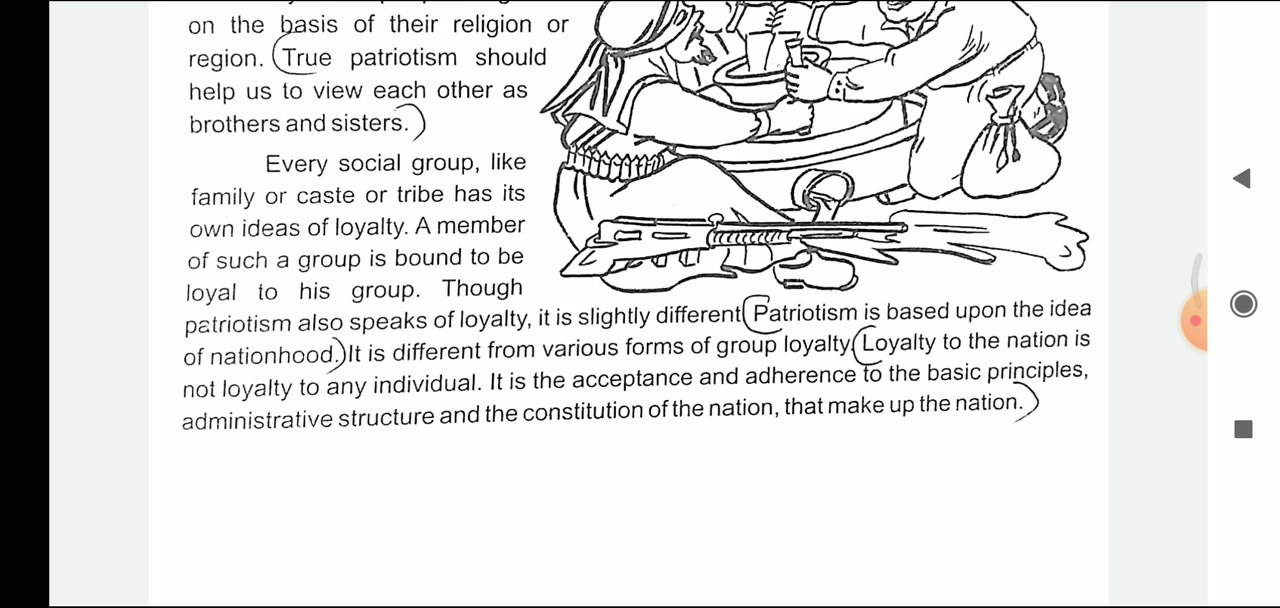 on the basis of their religion or
region. True patriotism should
help us to view each other as
brothers and sisters.
Every social group, like
family or caste or tribe has its
own ideas of loyalty. A member
of such a group is bound to be
loyal to his group. Though
patriotism also speaks of loyalty, it is slightly different Patriotism is based upon the idea
of nationhood. It is different from various forms of group loyalty. Loyalty to the nation is
not loyalty to any individual. It is the acceptance and adherence to the basic principles,
administrative structure and the constitution of the nation, that make up the nation.